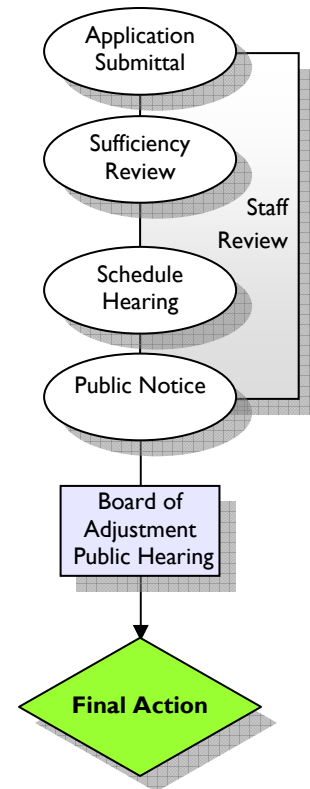 Application
Submittal
Sufficiency
Review
Staff
Review
Schedule
Hearing
Public Notice
Board of
Adjustment
Public Hearing
Final Action